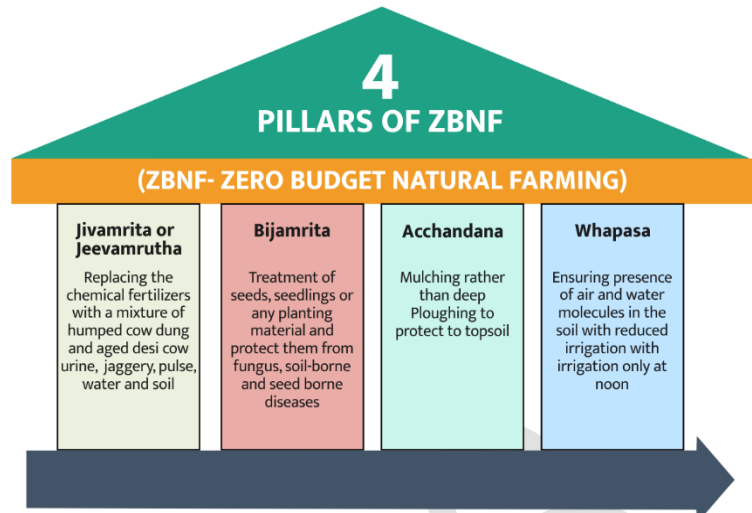 4
PILLARS OF ZBNF
(ZBNF- ZERO BUDGET NATURAL FARMING)
Jivamrita or
Jeevamrutha
Replacing the
chemical fertilizers
with a mixture of
humped cow dung
and aged desi cow
urine, jaggery, pulse,
water and soil
Bijamrita
Treatment of
seeds, seedlings or
any planting
material and
protect them from
fungus, soil-borne
and seed borne
diseases
Acchandana
Mulching rather
than deep
Ploughing to
protect to topsoil
Whapasa
Ensuring presence
of air and water
molecules in the
soil with reduced
irrigation with
irrigation only at
noon